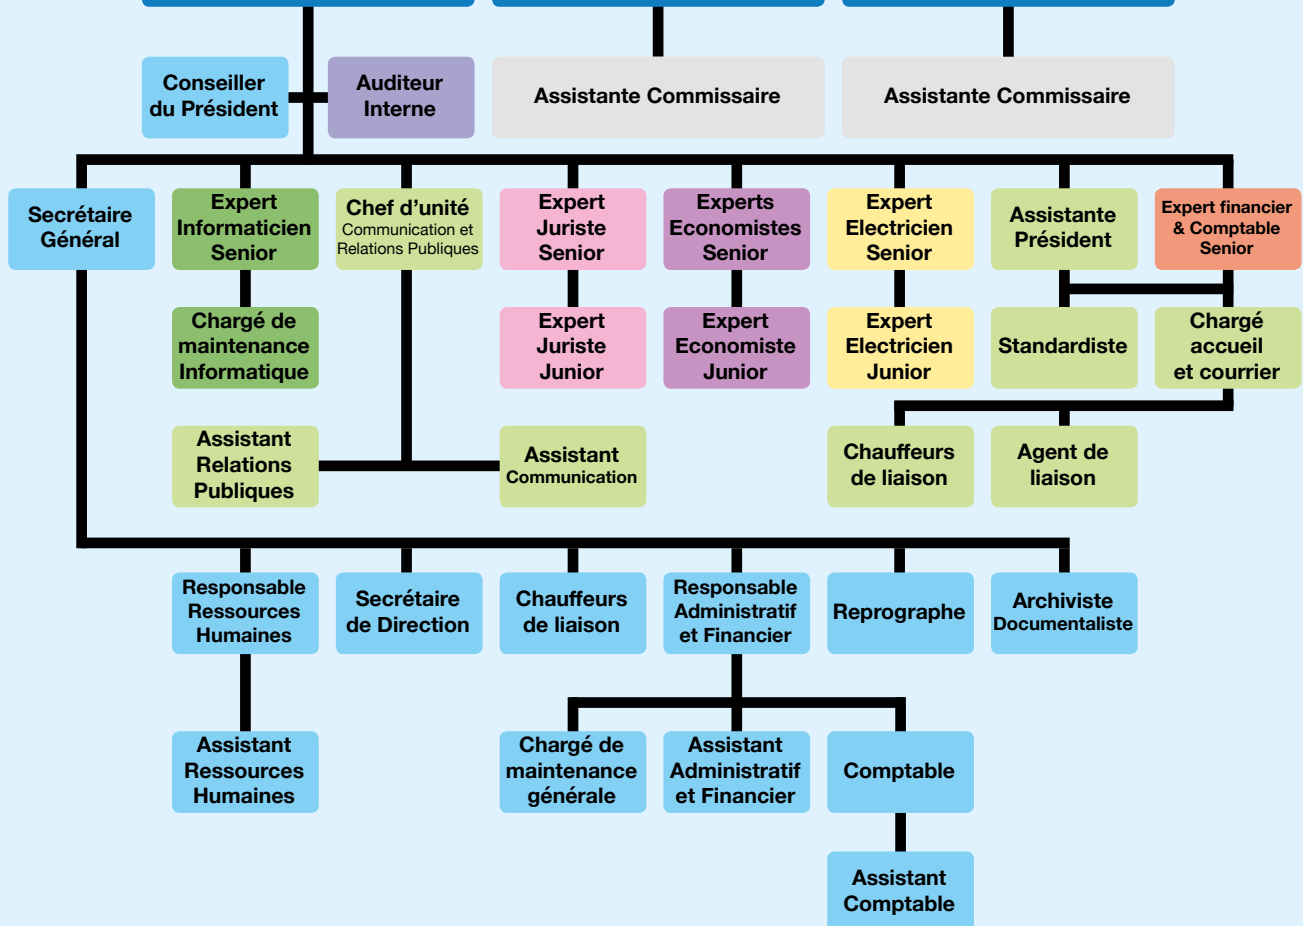 Conseiller
du Président
Auditeur
Interne
Assistante Commissaire
Assistante Commissaire
Secrétaire
Général
Expert
Informaticien
Senior
Chef d’unité
Communication et
Relations Publiques
Expert
Juriste
Senior
Experts
Economistes
Senior
Expert
Electricien
Senior
Assistante
Président
Expert financier
& Comptable
Senior
Chargé de
maintenance
Informatique
Expert
Juriste
Junior
Expert
Economiste
Junior
Expert
Electricien
Junior
Standardiste
Chargé
accueil
et courrier
Assistant
Relations
Publiques
Assistant
Communication
Chauffeurs
de liaison
Agent de
liaison
Responsable
Ressources
Humaines
Secrétaire
de Direction
Chauffeurs
de liaison
Responsable
Administratif
et Financier
Reprographe
Archiviste
Documentaliste
Assistant
Ressources
Humaines
Chargé de
maintenance
générale
Assistant
Administratif
et Financier
Comptable
Assistant
Comptable